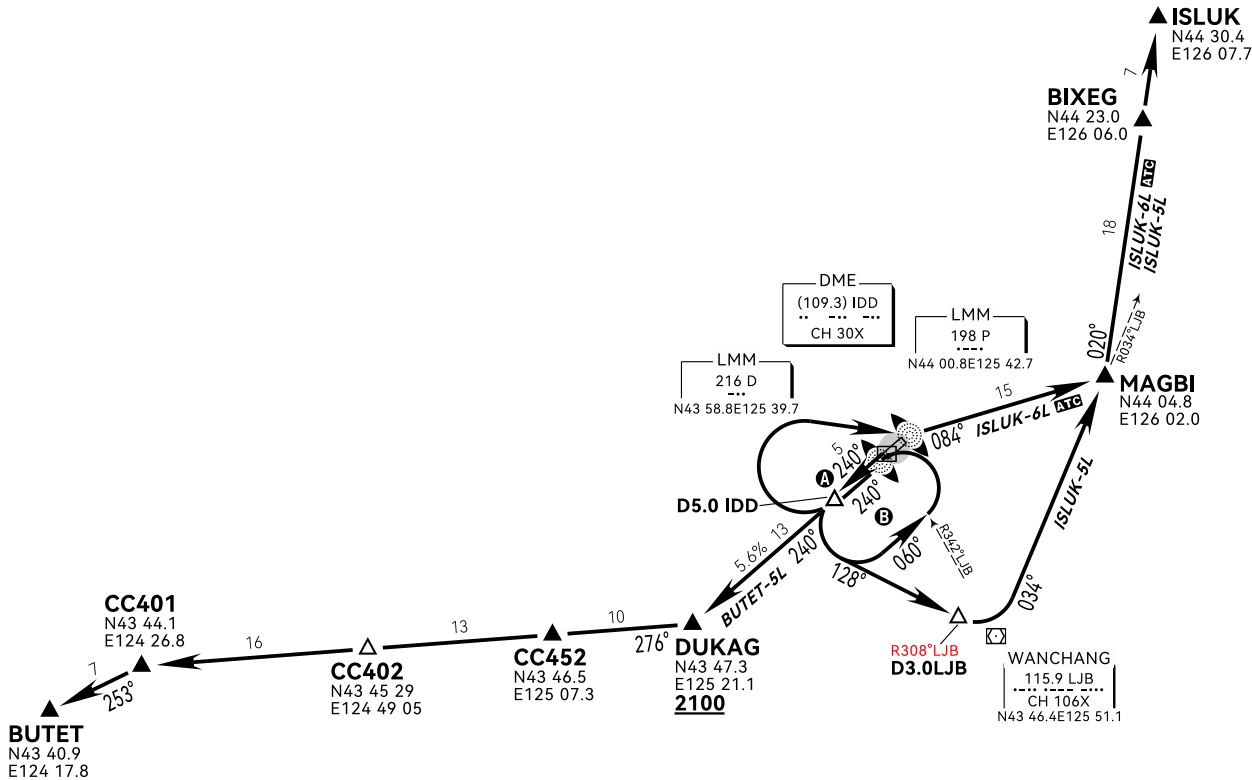 ISLUK
N44 30.4
E126 07.7
7
BIXEG
N44 23.0
E126 06.0
ISLUK-6L ATC
ISLUK-5L
18
R034°LJB
020°
MAGBI
N44 04.8
E126 02.0
DME
(109.3) IDD
.. -.. -..
CH 30X
LMM
198 P
.--.
N44 00.8E125 42.7
LMM
216 D
-..
N43 58.8E125 39.7
15
084°
ISLUK-6L ATC
5
240°
A
D5.0 IDD
240°
B
ISLUK-5L
R342°LJB
060°
128°
034°
5.6% 13
240°
BUTET-5L
R308°LJB
D3.0LJB
WANCHANG
115.9 LJB
.-.. .--- -...
CH 106X
N43 46.4E125 51.1
276°
DUKAG
N43 47.3
E125 21.1
2100
10
CC452
N43 46.5
E125 07.3
13
CC402
N43 45 29
E124 49 05
16
CC401
N43 44.1
E124 26.8
7
253°
BUTET
N43 40.9
E124 17.8